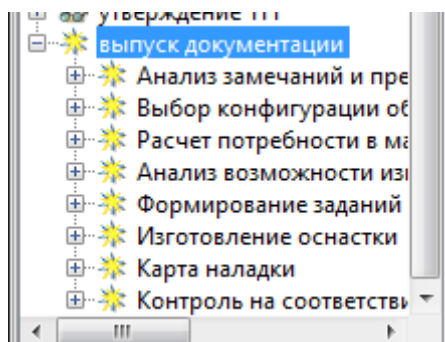 утверждение ТП
выпуск документации
Анализ замечаний и пре
Выбор конфигурации об
Расчет потребности в ма
Анализ возможности изг
Формирование заданий
Изготовление оснастки
Карта наладки
Контроль на соответстви